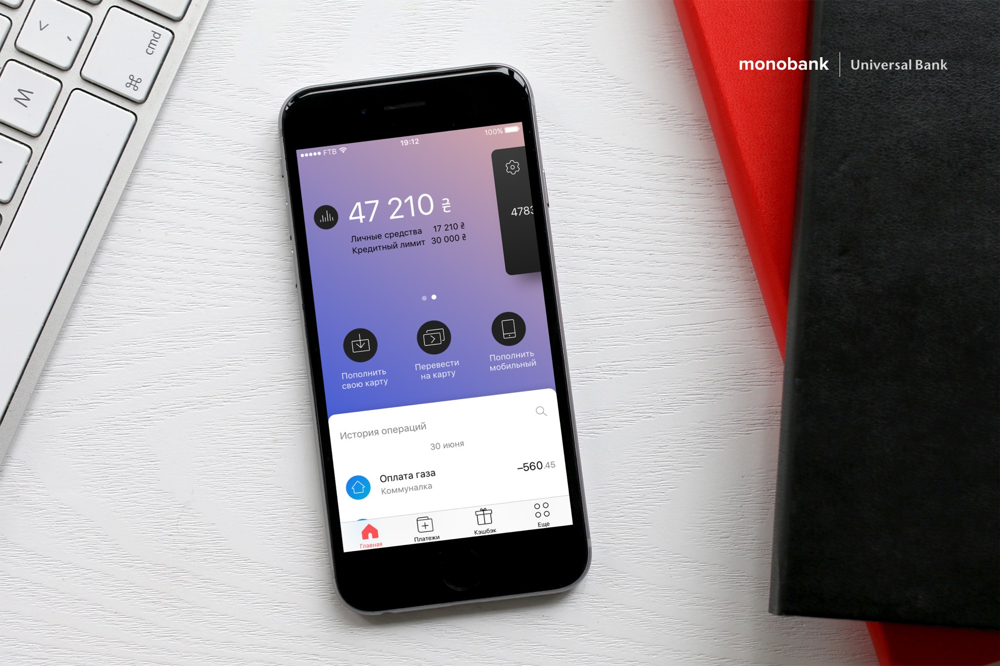 cmd
⌘
M
monobank | Universal Bank
FTB 19:12 100%
47 210 ₴
Личные средства 17 210 ₴
Кредитный лимит 30 000 ₴
4783
Пополнить
свою карту
Перевести
на карту
Пополнить
мобильный
История операций
30 июня
Оплата газа –560.45
Коммуналка
Главная
Платежи
Кэшбэк
Еще